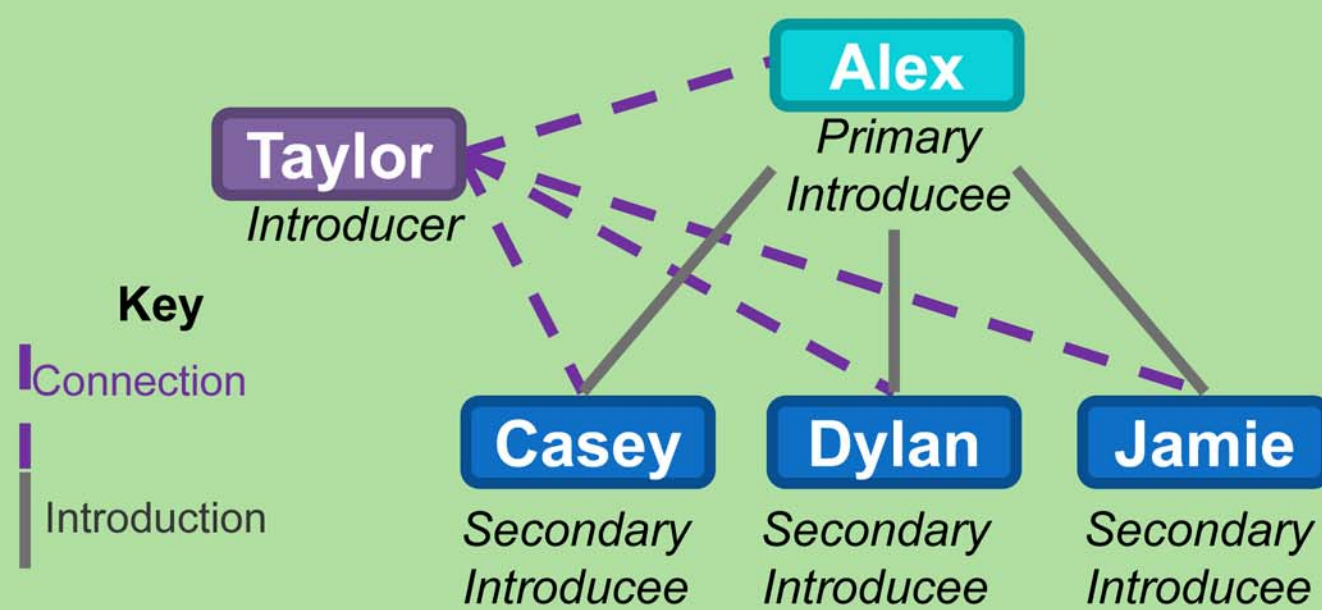 Alex
Primary
Introducee
Taylor
Introducer
Key
Connection
Introduction
Casey
Secondary
Introducee
Dylan
Secondary
Introducee
Jamie
Secondary
Introducee